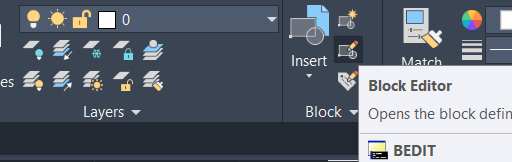 0
es
Insert
Match
Layers
Block
Block Editor
Opens the block defin
BEDIT